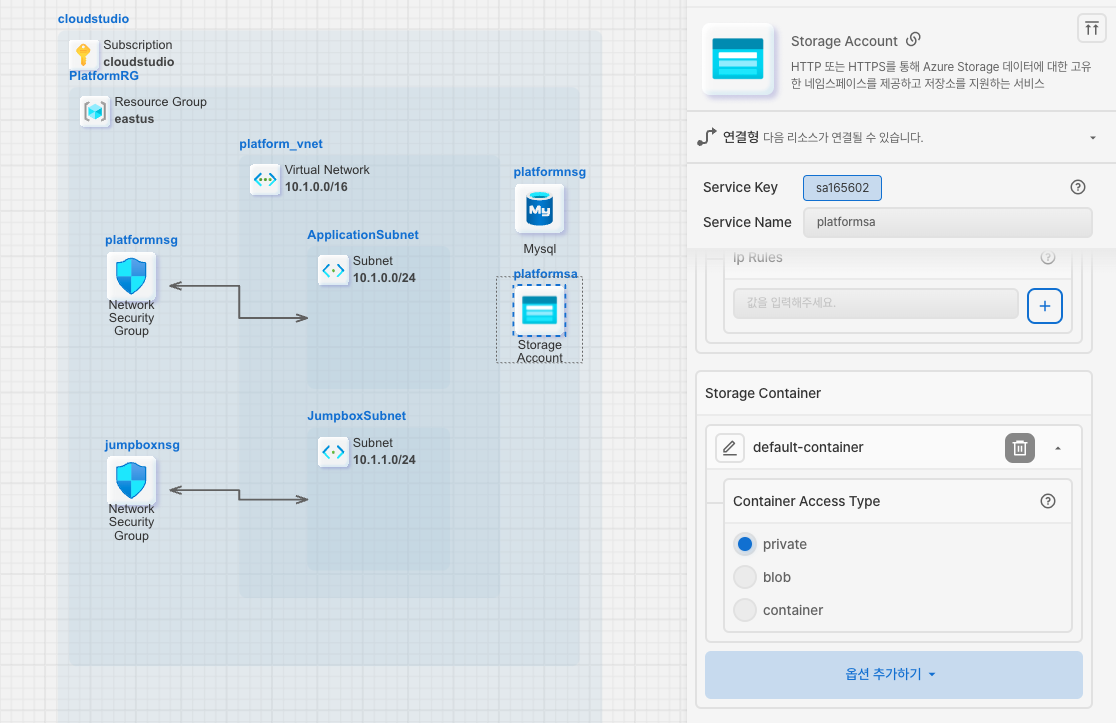 cloudstudio
Subscription
cloudstudio
PlatformRG
Resource Group
eastus
platform_vnet
Virtual Network
10.1.0.0/16
platformnsg
My
Mysql
platformnsg
Network
Security
Group
ApplicationSubnet
Subnet
10.1.0.0/24
platformsa
Storage
Account
jumpboxnsg
Network
Security
Group
JumpboxSubnet
Subnet
10.1.1.0/24
Storage Account
HTTP 또는 HTTPS를 통해 Azure Storage 데이터에 대한 고유
한 네임스페이스를 제공하고 저장소를 지원하는 서비스
연결형 다음 리소스가 연결될 수 있습니다.
Service Key sa165602
Service Name platformsa
Ip Rules
값을 입력해주세요.
Storage Container
default-container
Container Access Type
private
blob
container
옵션 추가하기